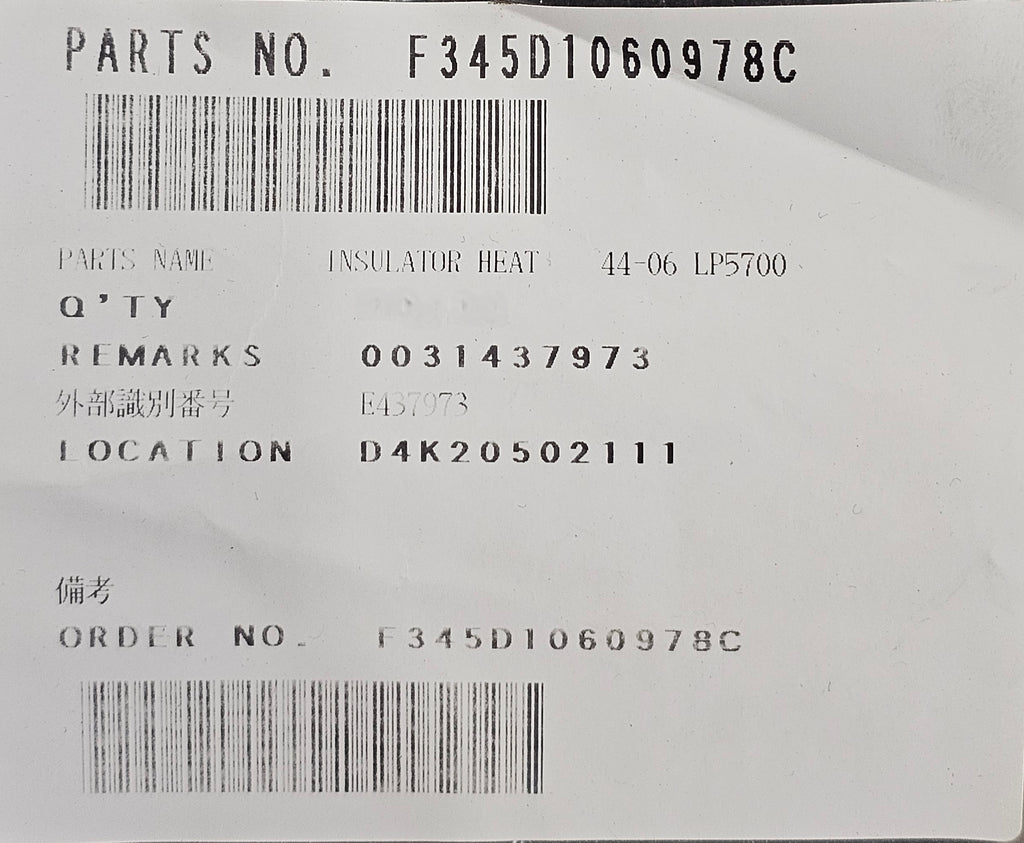 PARTS NO. F345D1060978C
PARTS NAME INSULATOR HEAT 44-06 LP5700
Q'TY
REMARKS 0031437973
外部識別番号 E437973
LOCATION D4K20502111
備考
ORDER NO. F345D1060978C